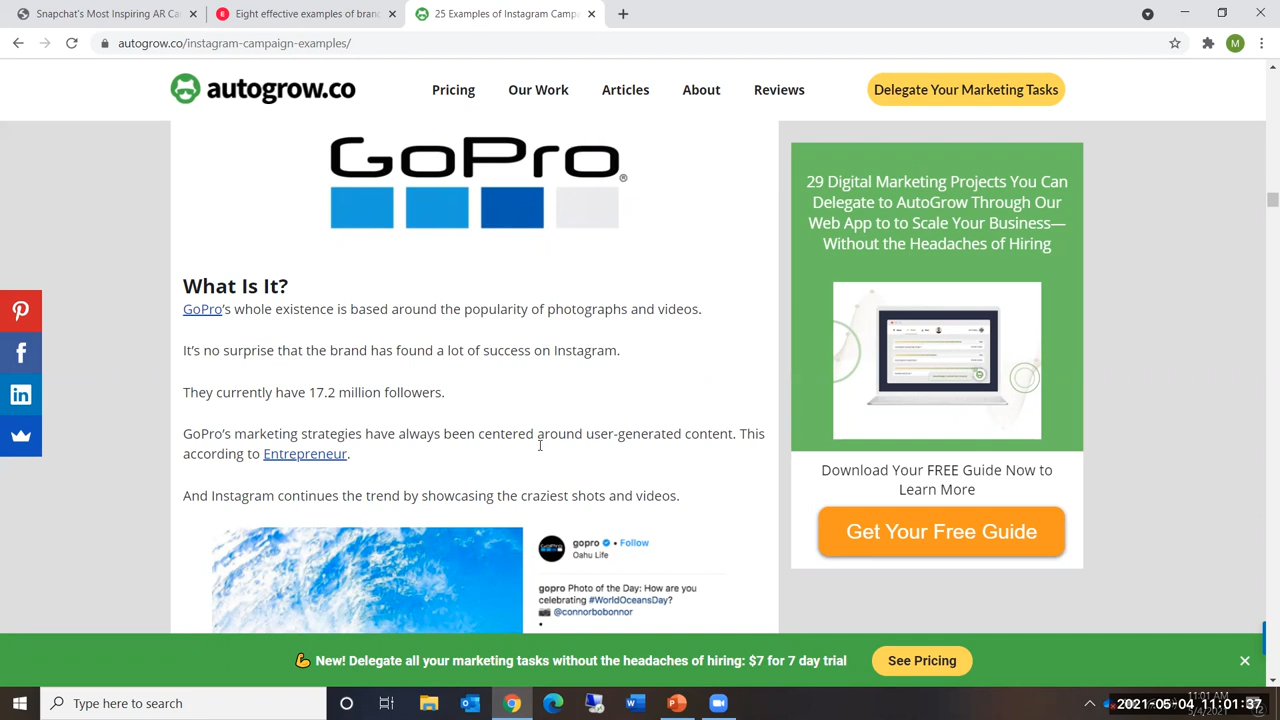 Snapchat's Most Inspiring AR Ca
Eight effective examples of bran
25 Examples of Instagram Camp
autogrow.co/instagram-campaign-examples/
M
autogrow.co
Pricing
Our Work
Articles
About
Reviews
Delegate Your Marketing Tasks
GoPro®
What Is It?
GoPro's whole existence is based around the popularity of photographs and videos.
It's no surprise that the brand has found a lot of success on Instagram.
They currently have 17.2 million followers.
GoPro's marketing strategies have always been centered around user-generated content. This
according to Entrepreneur.
And Instagram continues the trend by showcasing the craziest shots and videos.
gopro • Follow
Oahu Life
gopro Photo of the Day: How are you
celebrating #WorldOceansDay?
@connorbobonnor
•
29 Digital Marketing Projects You Can
Delegate to AutoGrow Through Our
Web App to to Scale Your Business—
Without the Headaches of Hiring
Download Your FREE Guide Now to
Learn More
Get Your Free Guide
New! Delegate all your marketing tasks without the headaches of hiring: $7 for 7 day trial
See Pricing
Type here to search
11:01 AM
2021-05-04 11:01:37
5/4/2021